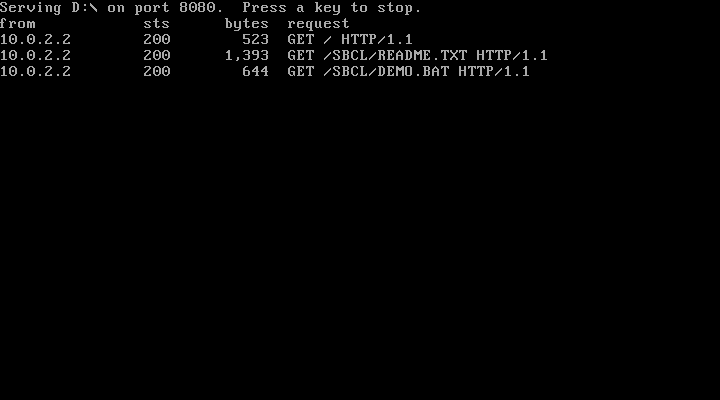 Serving D:\ on port 8080.  Press a key to stop.
from            sts      bytes  request
10.0.2.2        200        523  GET / HTTP/1.1
10.0.2.2        200      1,393  GET /SBCL/README.TXT HTTP/1.1
10.0.2.2        200        644  GET /SBCL/DEMO.BAT HTTP/1.1